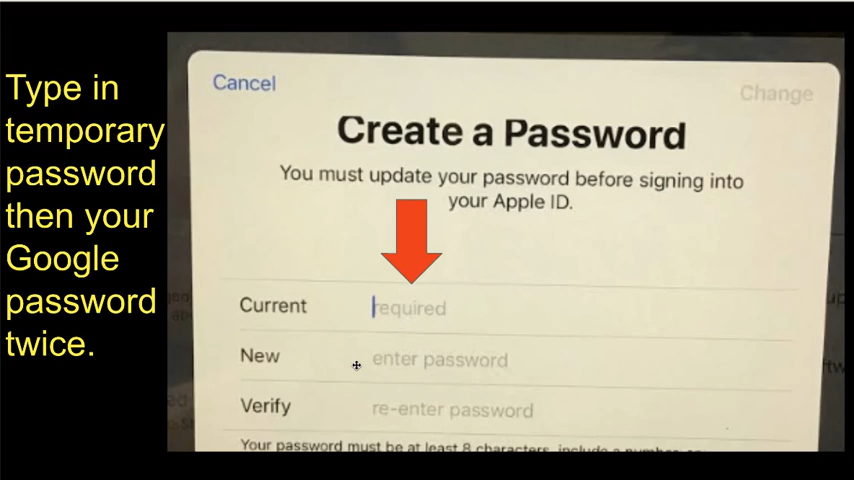 Type in
temporary
password
then your
Google
password
twice.
Cancel
Change
Create a Password
You must update your password before signing into
your Apple ID.
Current
required
New
enter password
Verify
re-enter password
Your password must be at least 8 characters, include a number